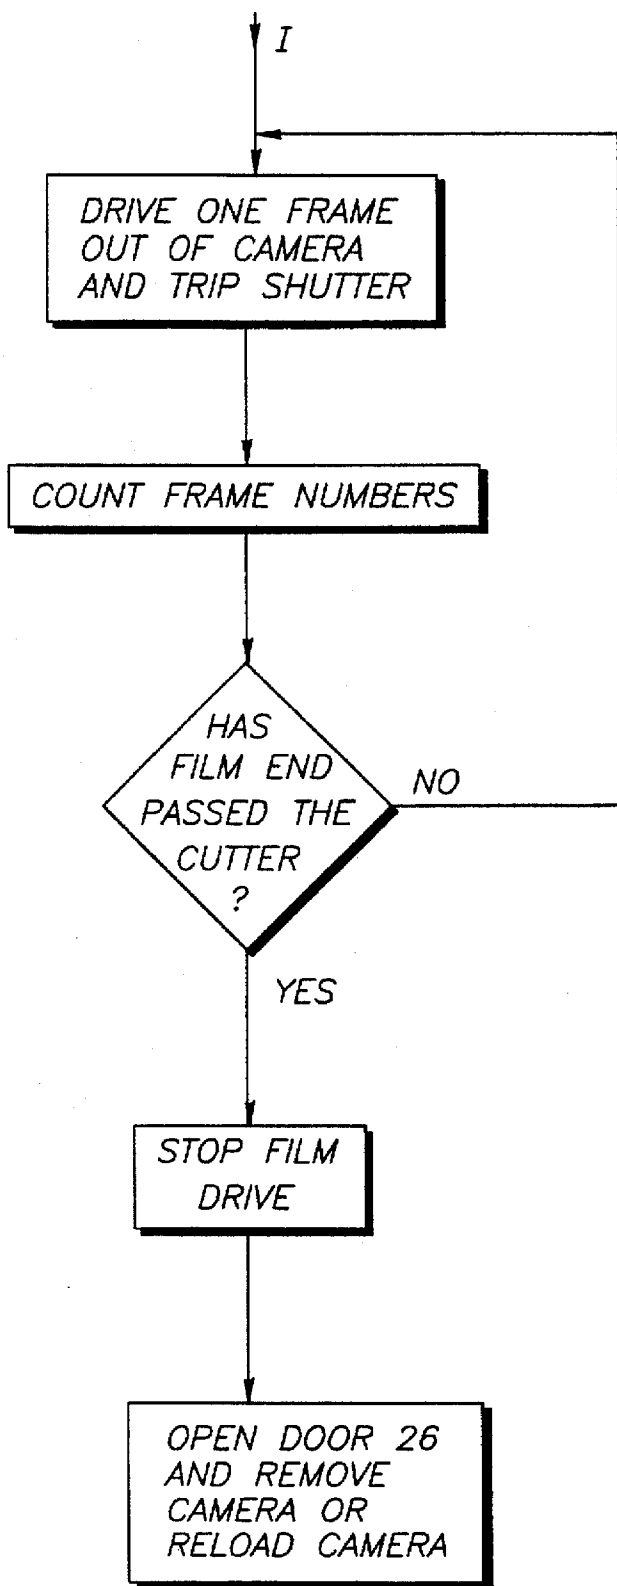 I
DRIVE ONE FRAME
OUT OF CAMERA
AND TRIP SHUTTER
COUNT FRAME NUMBERS
HAS
FILM END
PASSED THE
CUTTER
?
NO
YES
STOP FILM
DRIVE
OPEN DOOR 26
AND REMOVE
CAMERA OR
RELOAD CAMERA